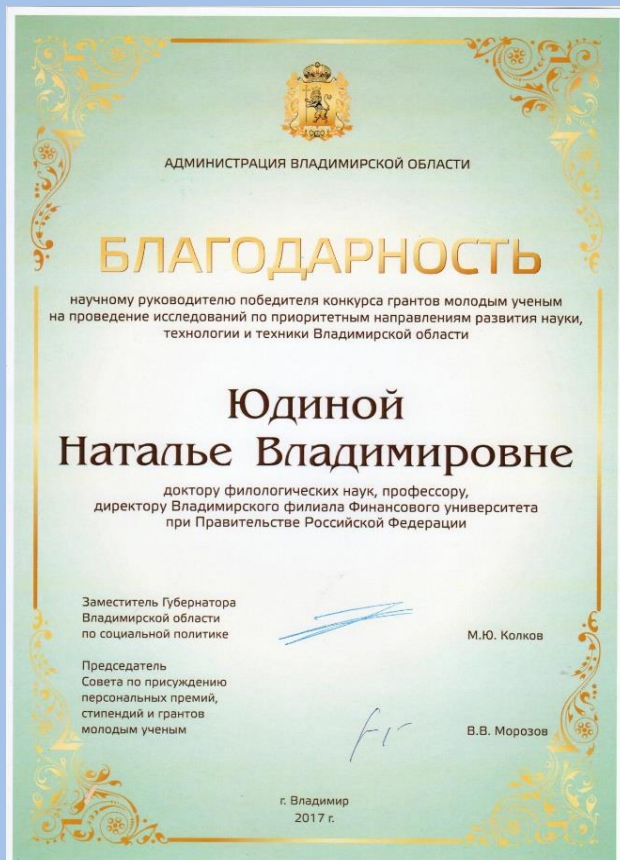 АДМИНИСТРАЦИЯ ВЛАДИМИРСКОЙ ОБЛАСТИ
БЛАГОДАРНОСТЬ
научному руководителю победителя конкурса грантов молодым ученым
на проведение исследований по приоритетным направлениям развития науки,
технологии и техники Владимирской области
Юдиной
Наталье Владимировне
доктору филологических наук, профессору,
директору Владимирского филиала Финансового университета
при Правительстве Российской Федерации
Заместитель Губернатора
Владимирской области
по социальной политике
М.Ю. Колков
Председатель
Совета по присуждению
персональных премий,
стипендий и грантов
молодым ученым
В.В. Морозов
г. Владимир
2017 г.